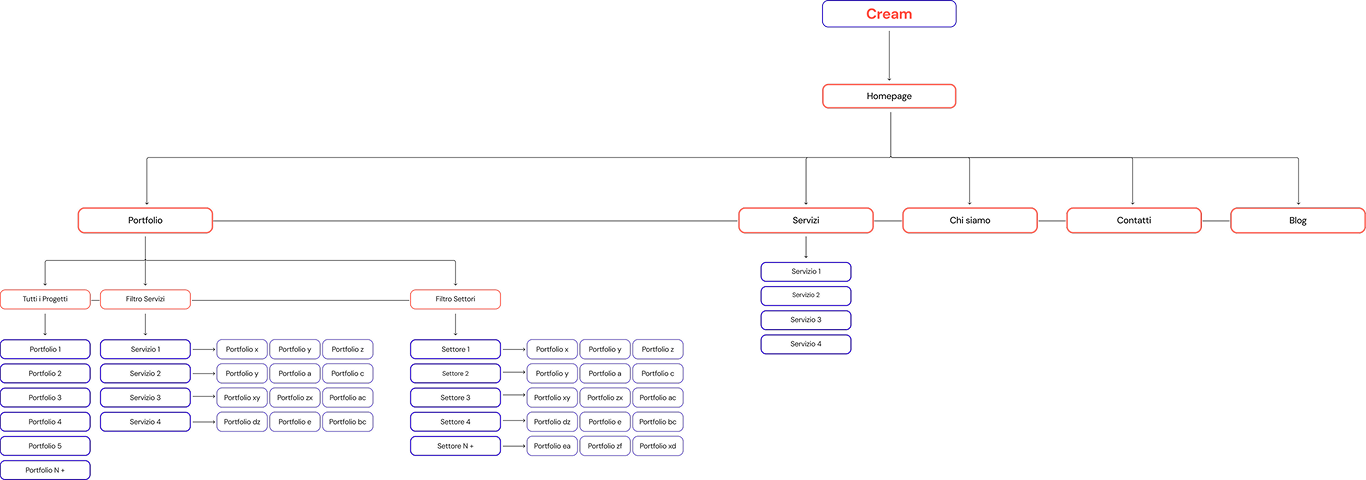 Cream
Homepage
Portfolio
Servizi
Chi siamo
Contatti
Blog
Servizio 1
Servizio 2
Servizio 3
Servizio 4
Tutti i Progetti
Filtro Servizi
Filtro Settori
Portfolio 1
Portfolio 2
Portfolio 3
Portfolio 4
Portfolio 5
Portfolio N +
Servizio 1 Portfolio x Portfolio y Portfolio z
Servizio 2 Portfolio y Portfolio a Portfolio c
Servizio 3 Portfolio xy Portfolio zx Portfolio ac
Servizio 4 Portfolio dz Portfolio e Portfolio bc
Settore 1 Portfolio x Portfolio y Portfolio z
Settore 2 Portfolio y Portfolio a Portfolio c
Settore 3 Portfolio xy Portfolio zx Portfolio ac
Settore 4 Portfolio dz Portfolio e Portfolio bc
Settore N + Portfolio ea Portfolio zf Portfolio xd